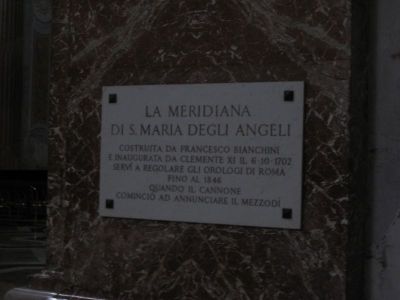 LA MERIDIANA
DI S. MARIA DEGLI ANGELI
COSTRUITA DA FRANCESCO BIANCHINI
E INAUGURATA DA CLEMENTE XI IL 6·10·1702
SERVÌ A REGOLARE GLI OROLOGI DI ROMA
FINO AL 1846
QUANDO IL CANNONE
COMINCIÒ AD ANNUNCIARE IL MEZZODÌ